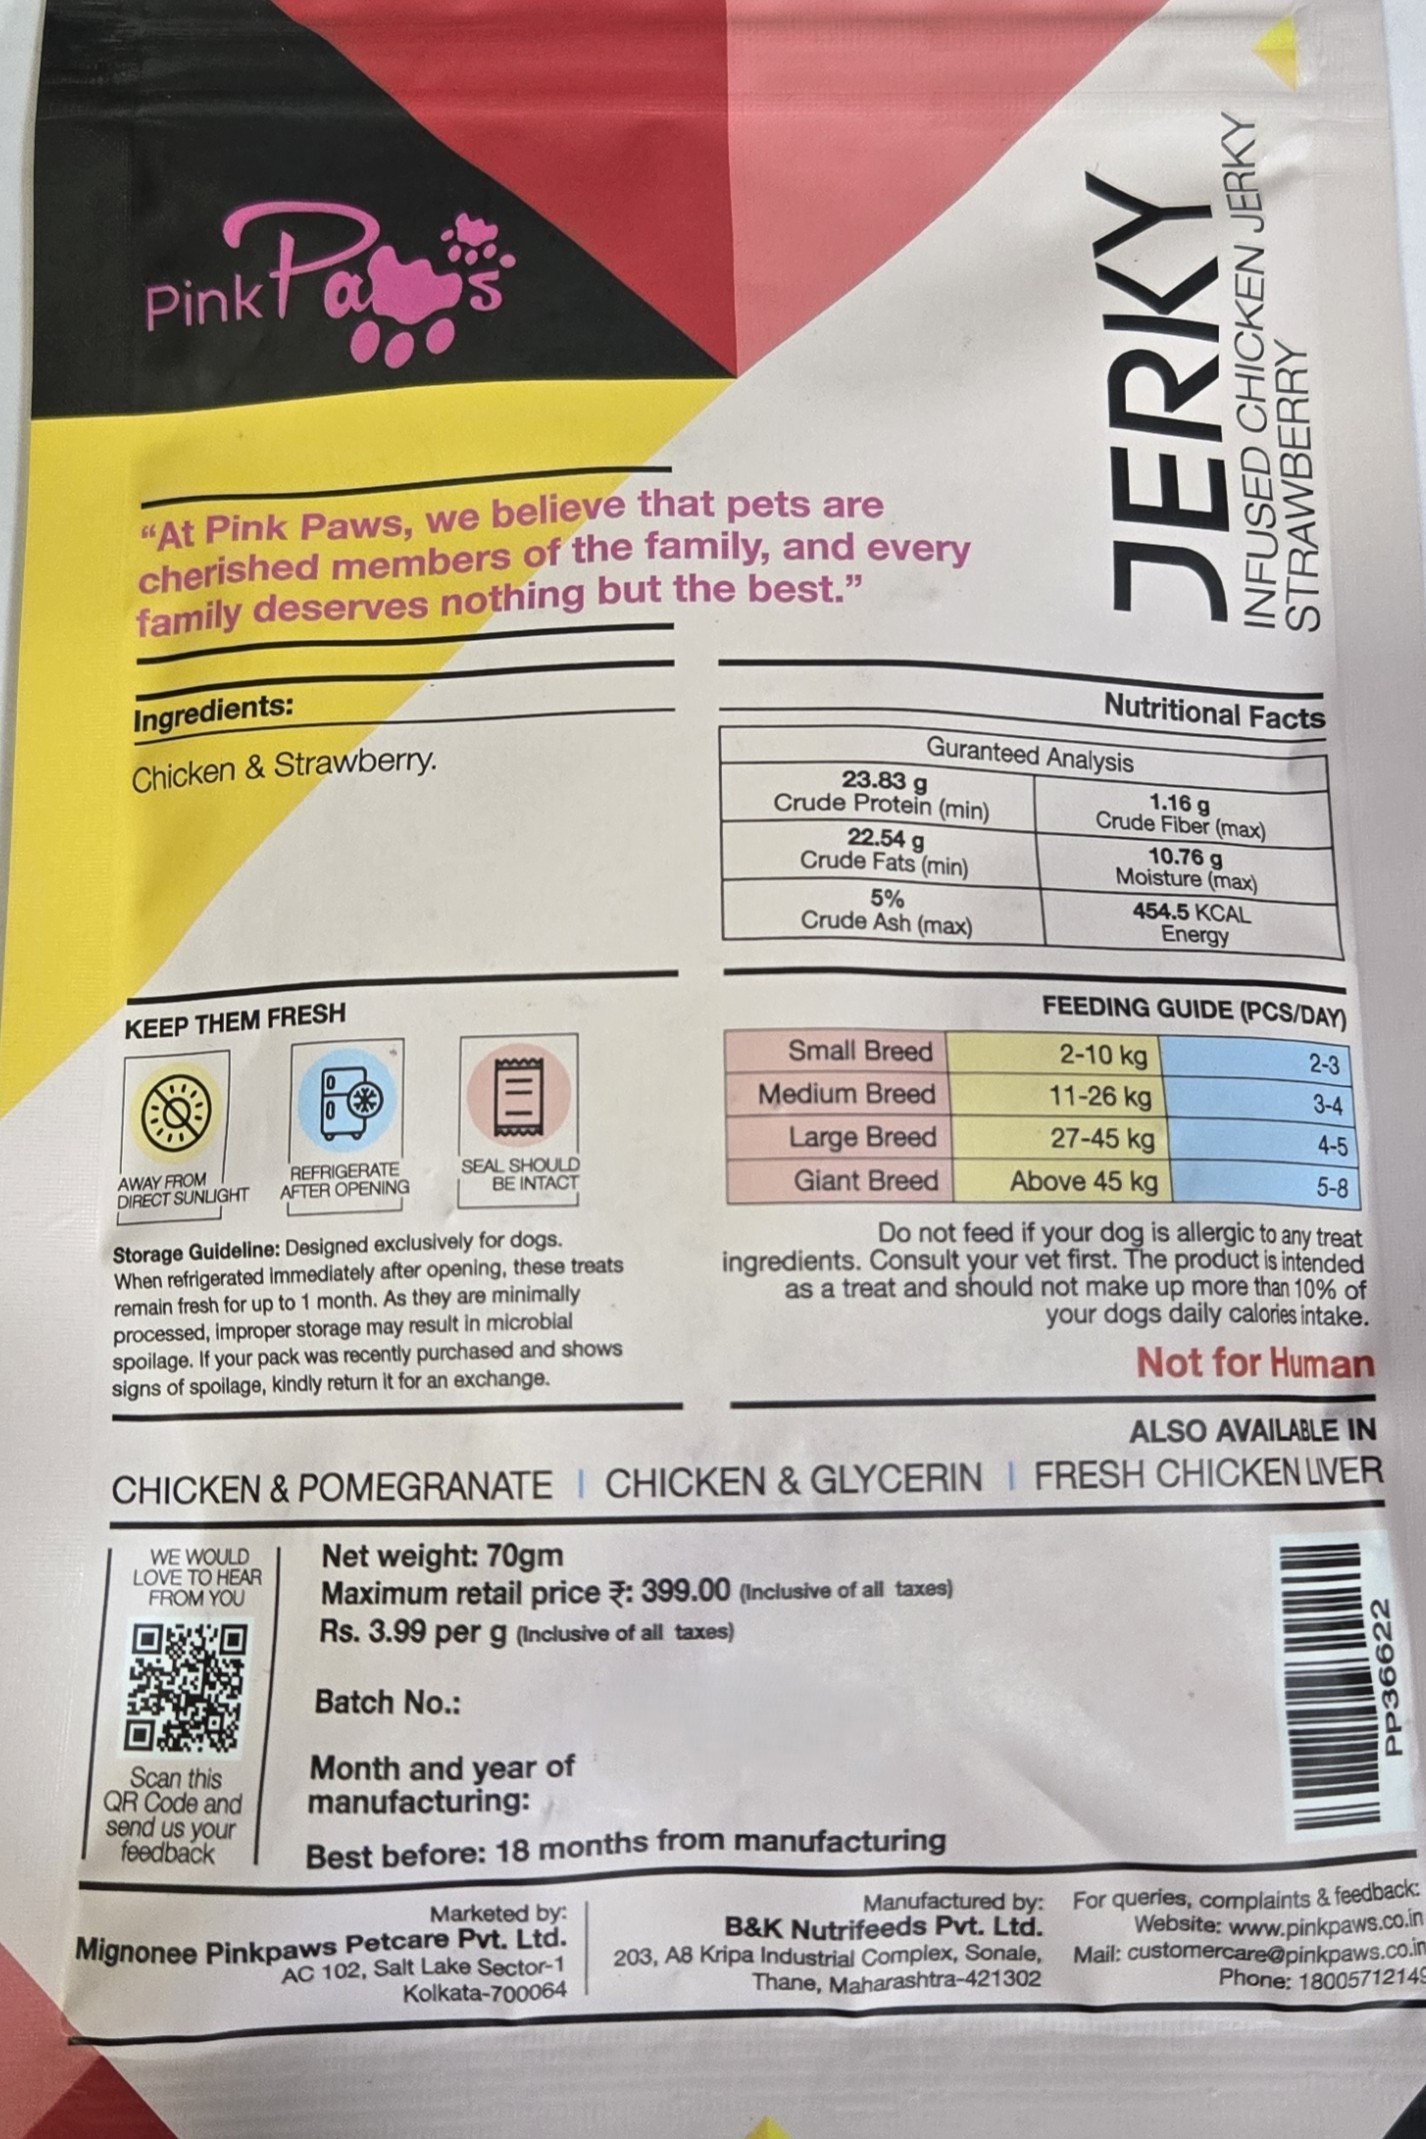 Pink Paws
JERKY
INFUSED CHICKEN JERKY
STRAWBERRY
“At Pink Paws, we believe that pets are
cherished members of the family, and every
family deserves nothing but the best.”
Ingredients:
Chicken & Strawberry.
Nutritional Facts
Guranteed Analysis
23.83 g
Crude Protein (min)
1.16 g
Crude Fiber (max)
22.54 g
Crude Fats (min)
10.76 g
Moisture (max)
5%
Crude Ash (max)
454.5 KCAL
Energy
KEEP THEM FRESH
AWAY FROM
DIRECT SUNLIGHT
REFRIGERATE
AFTER OPENING
SEAL SHOULD
BE INTACT
Storage Guideline: Designed exclusively for dogs.
When refrigerated immediately after opening, these treats
remain fresh for up to 1 month. As they are minimally
processed, improper storage may result in microbial
spoilage. If your pack was recently purchased and shows
signs of spoilage, kindly return it for an exchange.
FEEDING GUIDE (PCS/DAY)
Small Breed 2-10 kg 2-3
Medium Breed 11-26 kg 3-4
Large Breed 27-45 kg 4-5
Giant Breed Above 45 kg 5-8
Do not feed if your dog is allergic to any treat
ingredients. Consult your vet first. The product is intended
as a treat and should not make up more than 10% of
your dogs daily calories intake.
Not for Human
ALSO AVAILABLE IN
CHICKEN & POMEGRANATE | CHICKEN & GLYCERIN | FRESH CHICKEN LIVER
WE WOULD
LOVE TO HEAR
FROM YOU
Scan this
QR Code and
send us your
feedback
Net weight: 70gm
Maximum retail price ₹: 399.00 (Inclusive of all taxes)
Rs. 3.99 per g (Inclusive of all taxes)
Batch No.:
Month and year of
manufacturing:
Best before: 18 months from manufacturing
PP36622
Marketed by:
Mignonee Pinkpaws Petcare Pvt. Ltd.
AC 102, Salt Lake Sector-1
Kolkata-700064
Manufactured by:
B&K Nutrifeeds Pvt. Ltd.
203, A8 Kripa Industrial Complex, Sonale,
Thane, Maharashtra-421302
For queries, complaints & feedback:
Website: www.pinkpaws.co.in
Mail: customercare@pinkpaws.co.in
Phone: 18005712149